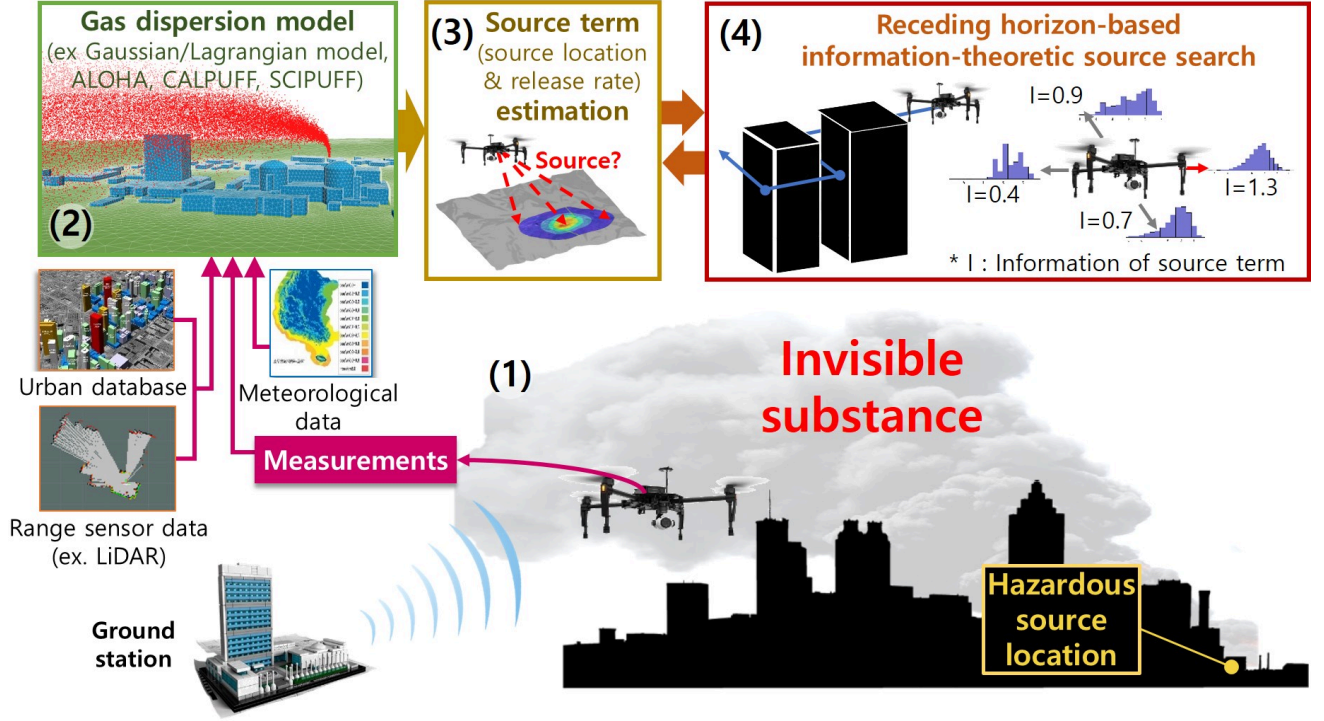 Gas dispersion model
(ex Gaussian/Lagrangian model,
ALOHA, CALPUFF, SCIPUFF)
(2)
(3)
Source term
(source location
& release rate)
estimation
Source?
(4)
Receding horizon-based
information-theoretic source search
I=0.9
I=0.4
I=1.3
I=0.7
* I : Information of source term
Urban database
Meteorological
data
Range sensor data
(ex. LiDAR)
Measurements
(1)
Invisible
substance
Ground
station
Hazardous
source
location